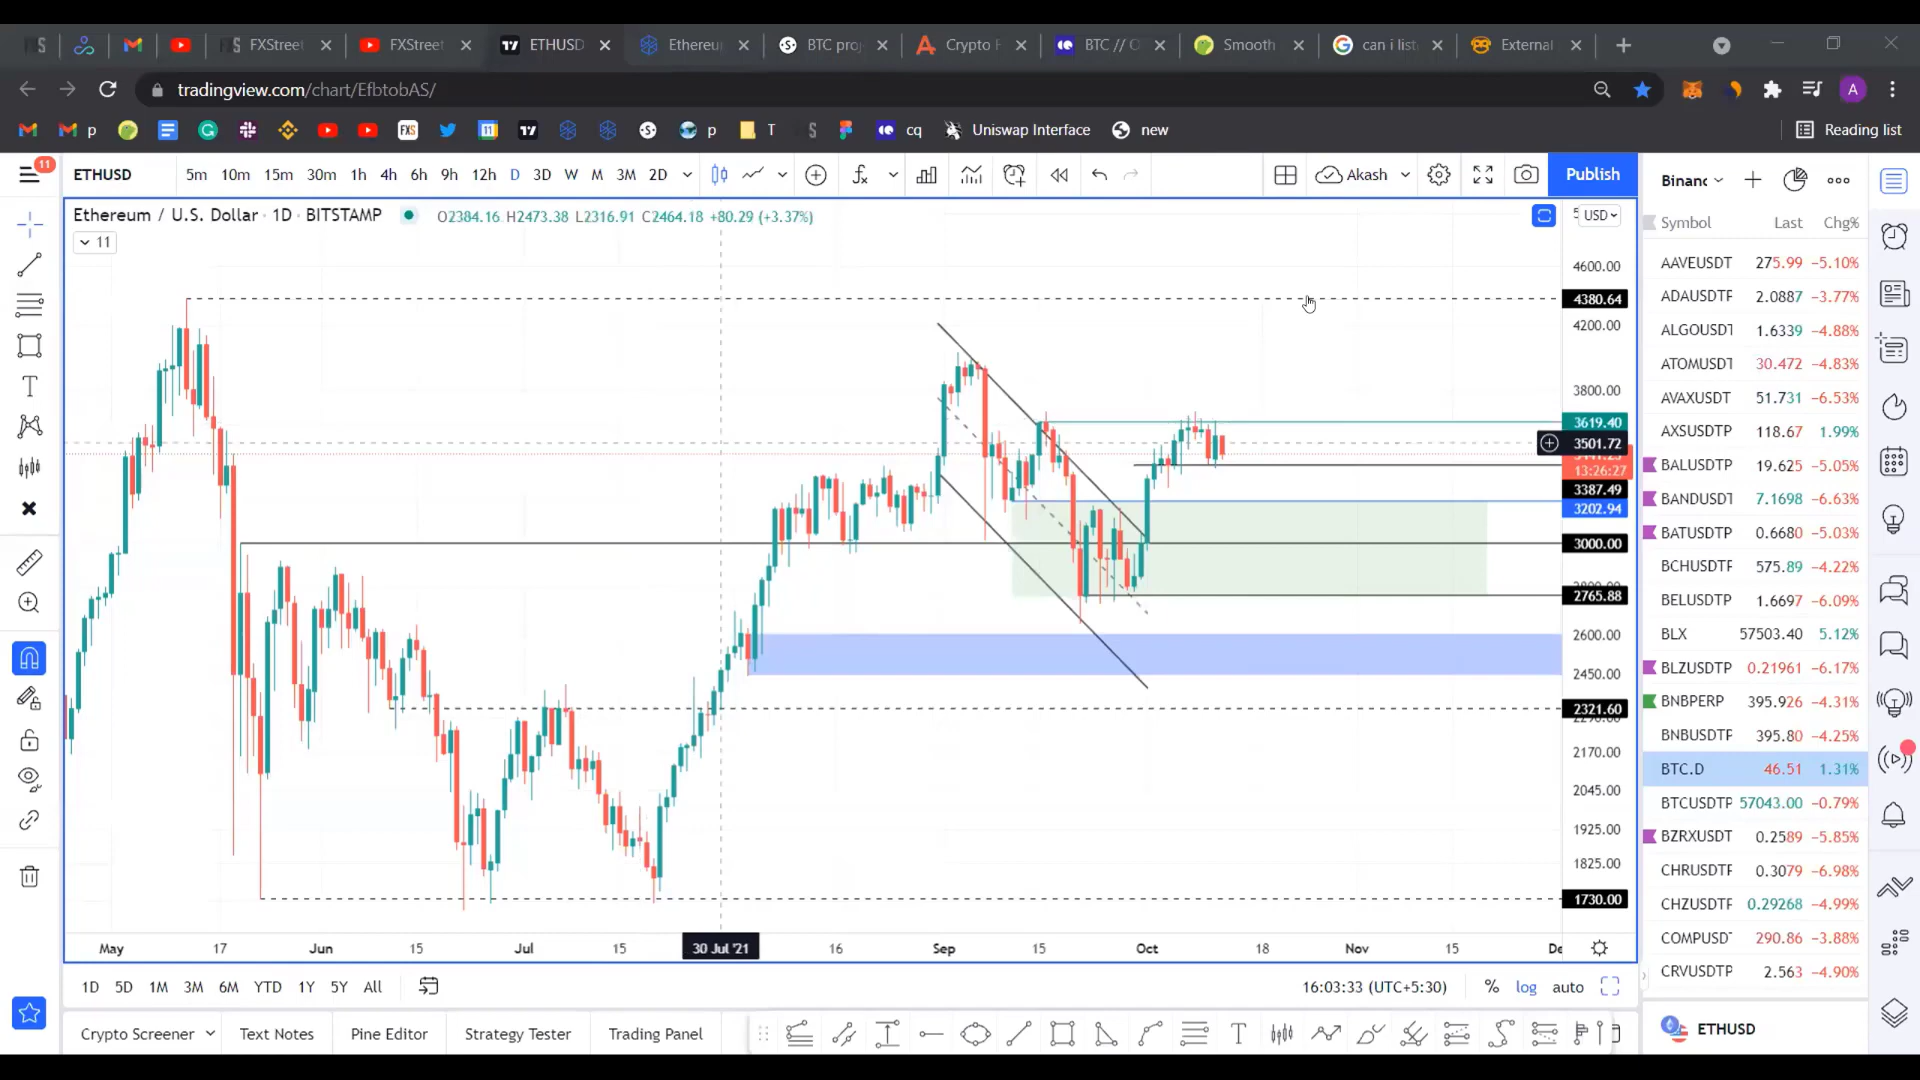 FXStreet
FXStreet
ETHUSD
Ethereu
BTC pro
Crypto F
BTC // O
Smooth
can i list
External
tradingview.com/chart/EfbtobAS/
A
p
FXS
p
T
cq
Uniswap Interface
new
Reading list
11
ETHUSD
5m 10m 15m 30m 1h 4h 6h 9h 12h D 3D W M 3M 2D
Akash
Publish
Ethereum / U.S. Dollar · 1D · BITSTAMP
O2384.16 H2473.38 L2316.91 C2464.18 +80.29 (+3.37%)
11
USD
4600.00
4380.64
4200.00
3800.00
3619.40
3501.72
13:26:27
3387.49
3202.94
3000.00
2765.88
2600.00
2450.00
2321.60
2170.00
2045.00
1925.00
1825.00
1730.00
May 17 Jun 15 Jul 15 30 Jul '21 16 Sep 15 Oct 18 Nov 15 De
1D 5D 1M 3M 6M YTD 1Y 5Y All
16:03:33 (UTC+5:30) % log auto
Crypto Screener Text Notes Pine Editor Strategy Tester Trading Panel
Binanc
Symbol Last Chg%
AAVEUSDT 275.99 −5.10%
ADAUSDTF 2.0887 −3.77%
ALGOUSDT 1.6339 −4.88%
ATOMUSDT 30.472 −4.83%
AVAXUSDT 51.731 −6.53%
AXSUSDTP 118.67 1.99%
BALUSDTP 19.625 −5.05%
BANDUSDT 7.1698 −6.63%
BATUSDTP 0.6680 −5.03%
BCHUSDTF 575.89 −4.22%
BELUSDTP 1.6697 −6.09%
BLX 57503.40 5.12%
BLZUSDTP 0.21961 −6.17%
BNBPERP 395.926 −4.31%
BNBUSDTF 395.80 −4.25%
BTC.D 46.51 1.31%
BTCUSDTP 57043.00 −0.79%
BZRXUSDT 0.2589 −5.85%
CHRUSDTF 0.3079 −6.98%
CHZUSDTF 0.29268 −4.99%
COMPUSD 290.86 −3.88%
CRVUSDTP 2.563 −4.90%
ETHUSD